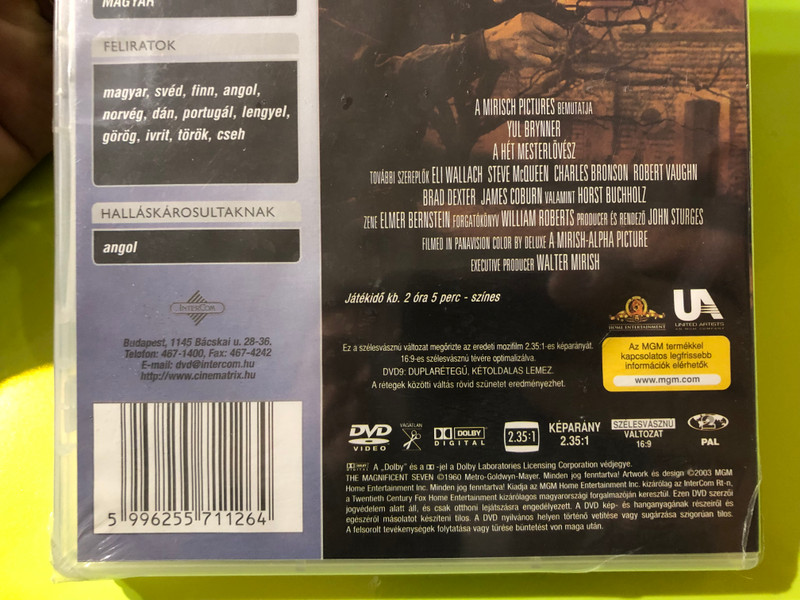 MAGYAR
FELIRATOK
magyar, svéd, finn, angol,
norvég, dán, portugál, lengyel,
görög, ivrit, török, cseh
HALLÁSKÁROSULTAKNAK
angol
INTERCOM
Budapest, 1145 Bácskai u. 28-36.
Telefon: 467-1400, Fax: 467-4242
E-mail: dvd@intercom.hu
http://www.cinematrix.hu
5 996255 711264
A MIRISCH PICTURES BEMUTATJA
YUL BRYNNER
A HÉT MESTERLÖVÉSZ
TOVÁBBI SZEREPLŐK ELI WALLACH STEVE McQUEEN CHARLES BRONSON ROBERT VAUGHN
BRAD DEXTER JAMES COBURN VALAMINT HORST BUCHHOLZ
ZENE ELMER BERNSTEIN FORGATÓKÖNYV WILLIAM ROBERTS PRODUCER ÉS RENDEZŐ JOHN STURGES
FILMED IN PANAVISION COLOR BY DELUXE A MIRISH-ALPHA PICTURE
EXECUTIVE PRODUCER WALTER MIRISH
Játékidő kb. 2 óra 5 perc - színes
HOME ENTERTAINMENT
UA
UNITED ARTISTS
Ez a szélesvásznú változat megőrizte az eredeti mozifilm 2.35:1-es képarányát.
16:9-es szélesvásznú tévére optimalizálva.
DVD9: DUPLARÉTEGŰ, KÉTOLDALAS LEMEZ.
A rétegek közötti váltás rövid szünetet eredményezhet.
Az MGM termékkel
kapcsolatos legfrissebb
információk elérhetők
www.mgm.com
DVD VIDEO
VÁGATLAN
DOLBY DIGITAL
2.35:1
KÉPARÁNY
2.35:1
SZÉLESVÁSZNÚ
VÁLTOZAT
16:9
2
PAL
A „Dolby" és a -jel a Dolby Laboratories Licensing Corporation védjegye.
THE MAGNIFICENT SEVEN ©1960 Metro-Goldwyn-Mayer. Minden jog fenntartva! Artwork és design ©2003 MGM
Home Entertainment Inc. Minden jog fenntartva! Kiadja az MGM Home Entertainment Inc. kizárólag az InterCom Rt-n,
a Twentieth Century Fox Home Entertainment kizárólagos magyarországi forgalmazóján keresztül. Ezen DVD szerzői
jogvédelem alatt áll, és csak otthoni lejátszásra engedélyezett. A DVD kép- és hanganyagának részeiről és
egészéről másolatot készíteni tilos. A DVD nyilvános helyen történő vetítése vagy sugárzása szigorúan tilos.
A felsorolt tevékenységek folytatása vagy tűrése büntetést von maga után.